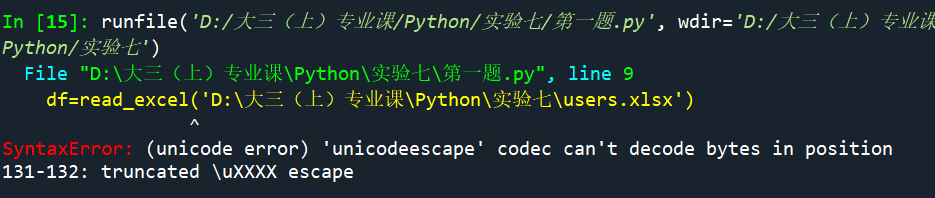 In [15]: runfile('D:/大三（上）专业课/Python/实验七/第一题.py', wdir='D:/大三（上）专业课
Python/实验七')
File "D:\大三（上）专业课\Python\实验七\第一题.py", line 9
df=read_excel('D:\大三（上）专业课\Python\实验七\users.xlsx')
^
SyntaxError: (unicode error) 'unicodeescape' codec can't decode bytes in position
131-132: truncated \uXXXX escape